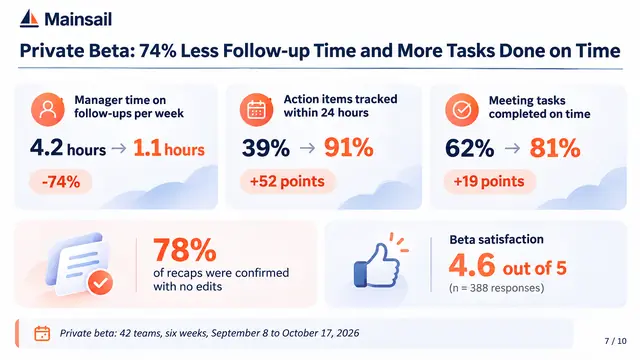 Mainsail
Private Beta: 74% Less Follow-up Time and More Tasks Done on Time
Manager time on
follow-ups per week
4.2 hours → 1.1 hours
-74%
Action items tracked
within 24 hours
39% → 91%
+52 points
Meeting tasks
completed on time
62% → 81%
+19 points
78%
of recaps were confirmed
with no edits
Beta satisfaction
4.6 out of 5
(n = 388 responses)
Private beta: 42 teams, six weeks, September 8 to October 17, 2026
7 / 10